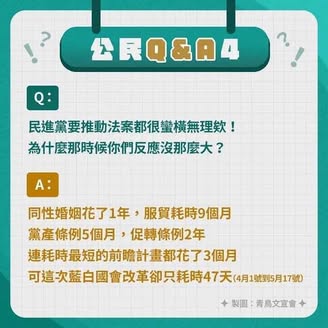 公民Q&A4
Q：
民進黨要推動法案都很蠻橫無理欸！
為什麼那時候你們反應沒那麼大？
A：
同性婚姻花了1年，服貿耗時9個月
黨產條例5個月，促轉條例2年
連耗時最短的前瞻計畫都花了3個月
可這次藍白國會改革卻只耗時47天(4月1號到5月17號)
製圖：青鳥文宣會